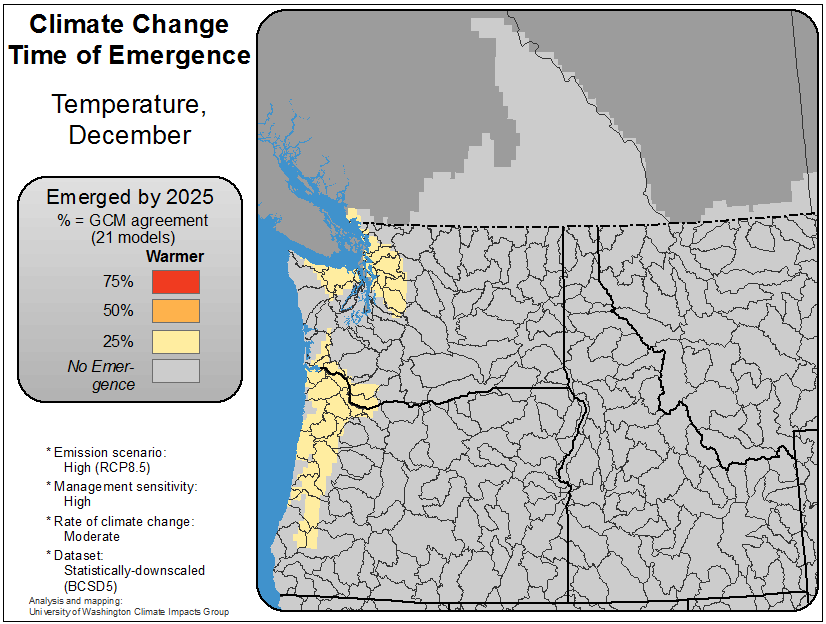 Climate Change
Time of Emergence
Temperature,
December
Emerged by 2025
% = GCM agreement
(21 models)
Warmer
75%
50%
25%
No Emer-
gence
* Emission scenario:
High (RCP8.5)
* Management sensitivity:
High
* Rate of climate change:
Moderate
* Dataset:
Statistically-downscaled
(BCSD5)
Analysis and mapping:
University of Washington Climate Impacts Group